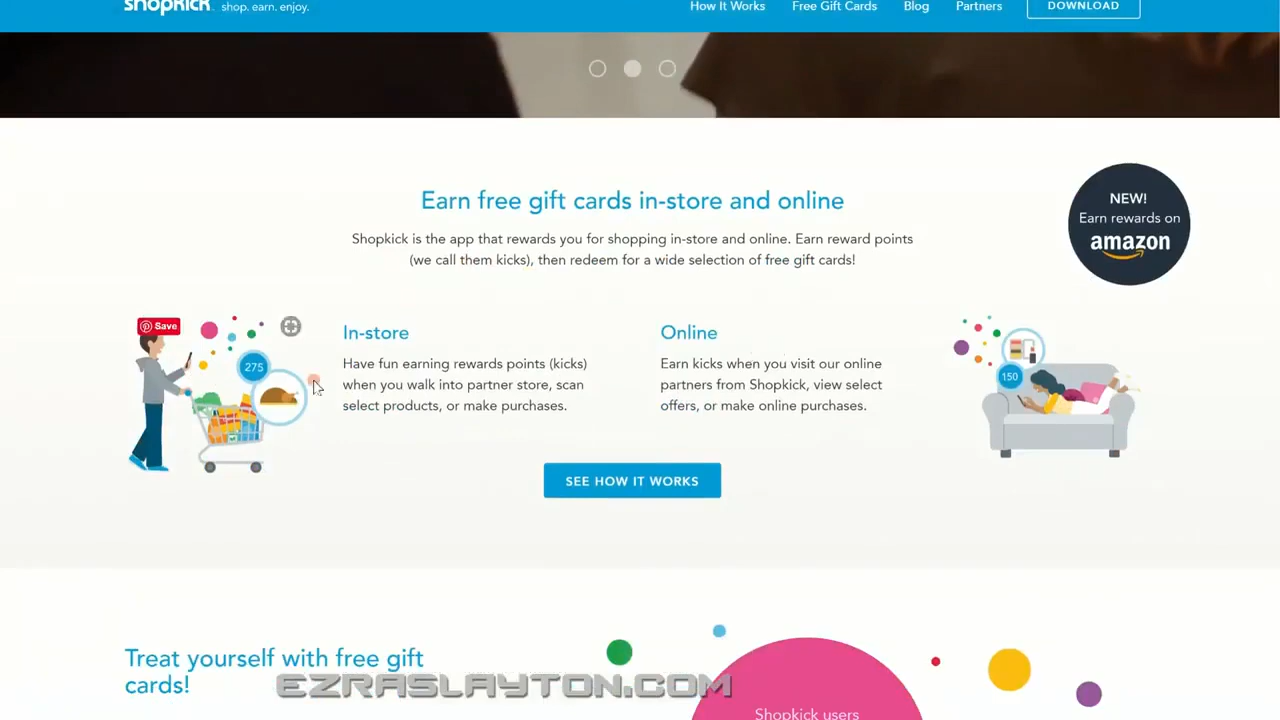 shopkick. shop. earn. enjoy.
How It Works
Free Gift Cards
Blog
Partners
DOWNLOAD
Earn free gift cards in-store and online
Shopkick is the app that rewards you for shopping in-store and online. Earn reward points
(we call them kicks), then redeem for a wide selection of free gift cards!
NEW!
Earn rewards on
amazon
Save
275
In-store
Have fun earning rewards points (kicks)
when you walk into partner store, scan
select products, or make purchases.
Online
Earn kicks when you visit our online
partners from Shopkick, view select
offers, or make online purchases.
150
SEE HOW IT WORKS
Treat yourself with free gift
cards!
EZRASLAYTON.COM
Shopkick users